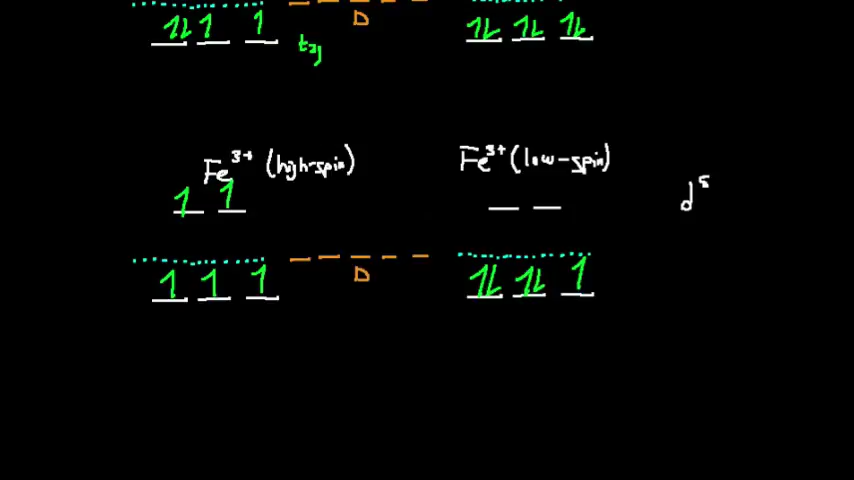 D
t2g
Fe3+ (high-spin)
Fe3+ (low-spin)
d5
D